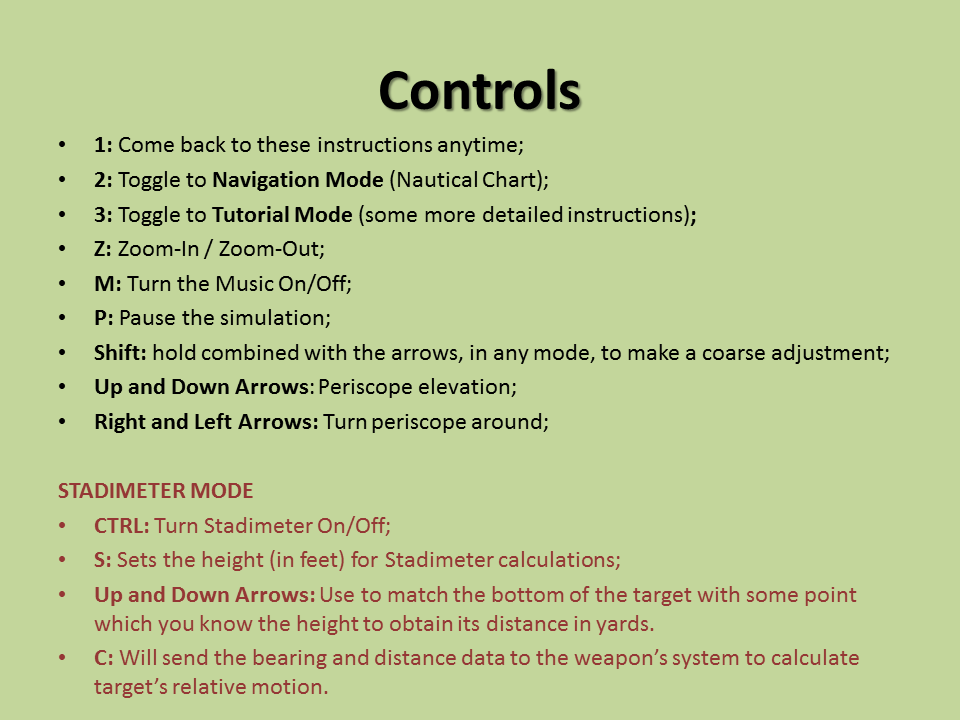 Controls
• 1: Come back to these instructions anytime;
• 2: Toggle to Navigation Mode (Nautical Chart);
• 3: Toggle to Tutorial Mode (some more detailed instructions);
• Z: Zoom-In / Zoom-Out;
• M: Turn the Music On/Off;
• P: Pause the simulation;
• Shift: hold combined with the arrows, in any mode, to make a coarse adjustment;
• Up and Down Arrows: Periscope elevation;
• Right and Left Arrows: Turn periscope around;
STADIMETER MODE
• CTRL: Turn Stadimeter On/Off;
• S: Sets the height (in feet) for Stadimeter calculations;
• Up and Down Arrows: Use to match the bottom of the target with some point
which you know the height to obtain its distance in yards.
• C: Will send the bearing and distance data to the weapon’s system to calculate
target’s relative motion.